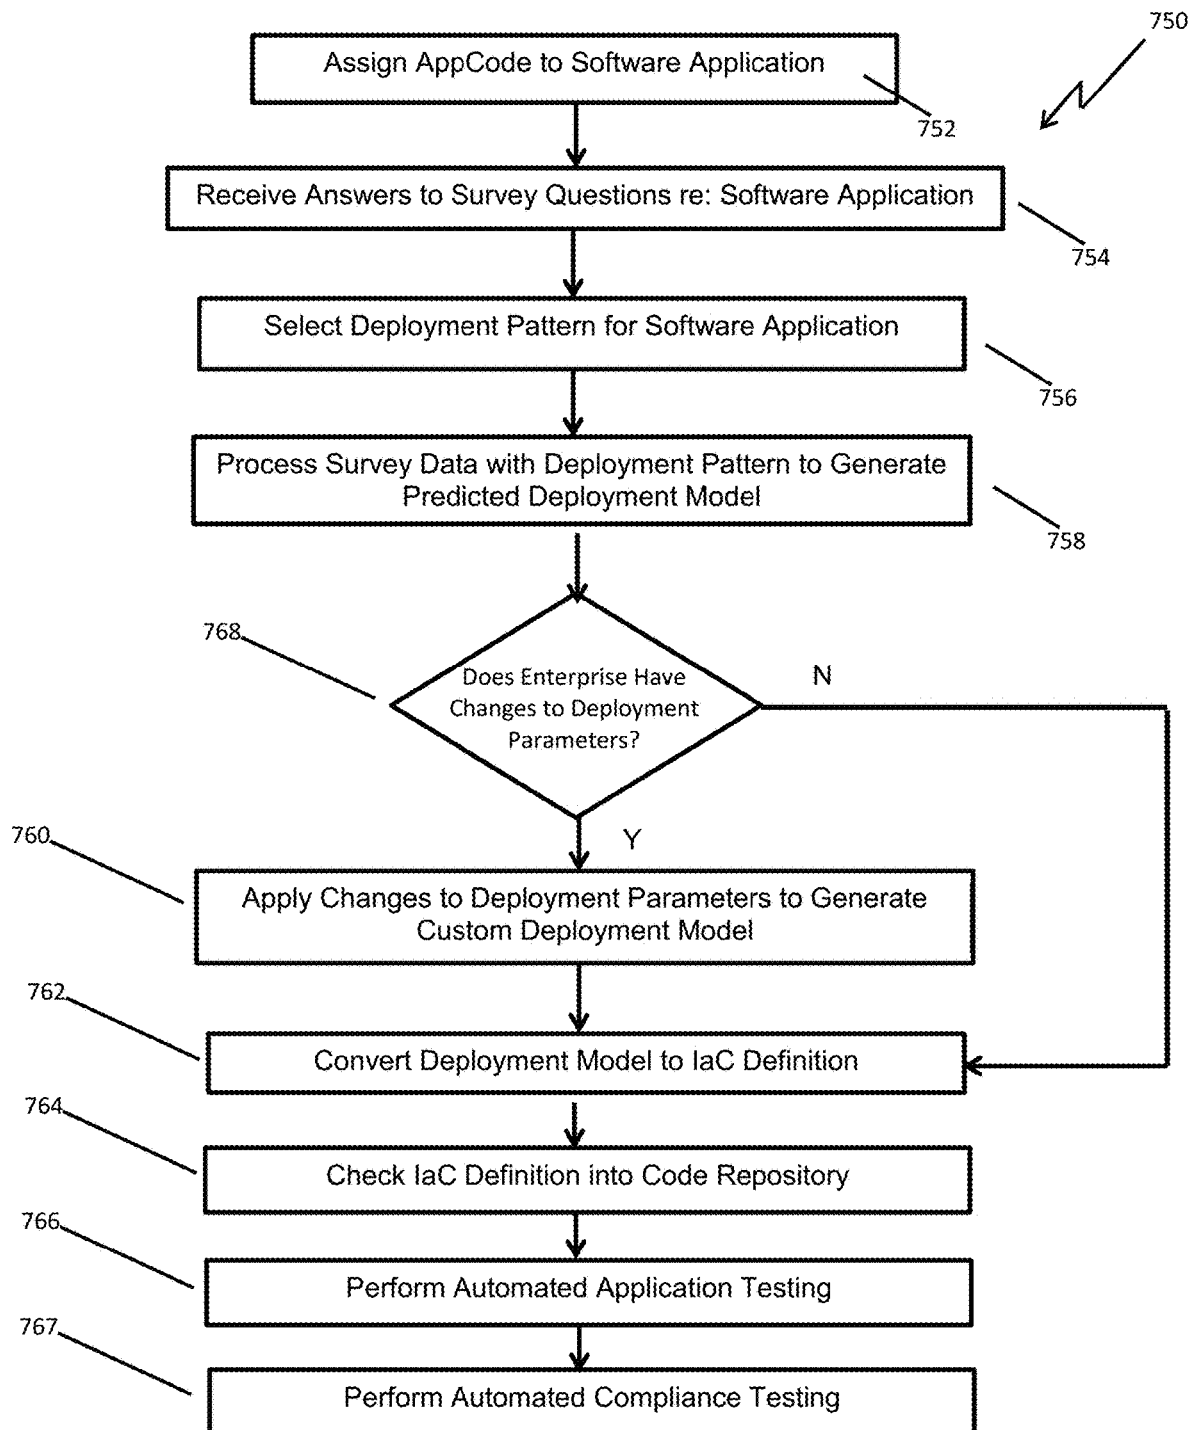 750
Assign AppCode to Software Application
752
Receive Answers to Survey Questions re: Software Application
754
Select Deployment Pattern for Software Application
756
Process Survey Data with Deployment Pattern to Generate
Predicted Deployment Model
758
768
Does Enterprise Have
Changes to Deployment
Parameters?
N
Y
760
Apply Changes to Deployment Parameters to Generate
Custom Deployment Model
762
Convert Deployment Model to IaC Definition
764
Check IaC Definition into Code Repository
766
Perform Automated Application Testing
767
Perform Automated Compliance Testing